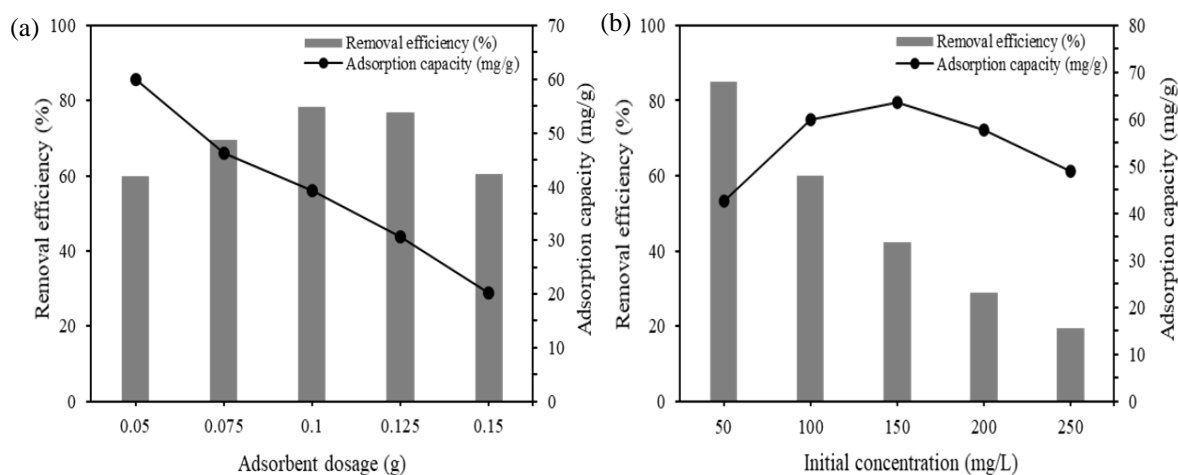 (a)
Removal efficiency (%)
Adsorption capacity (mg/g)
100
80
60
40
20
0
Removal efficiency (%)
70
60
50
40
30
20
10
0
Adsorption capacity (mg/g)
0.05 0.075 0.1 0.125 0.15
Adsorbent dosage (g)
(b)
Removal efficiency (%)
Adsorption capacity (mg/g)
100
80
60
40
20
0
Removal efficiency (%)
80
70
60
50
40
30
20
10
0
Adsorption capacity (mg/g)
50 100 150 200 250
Initial concentration (mg/L)